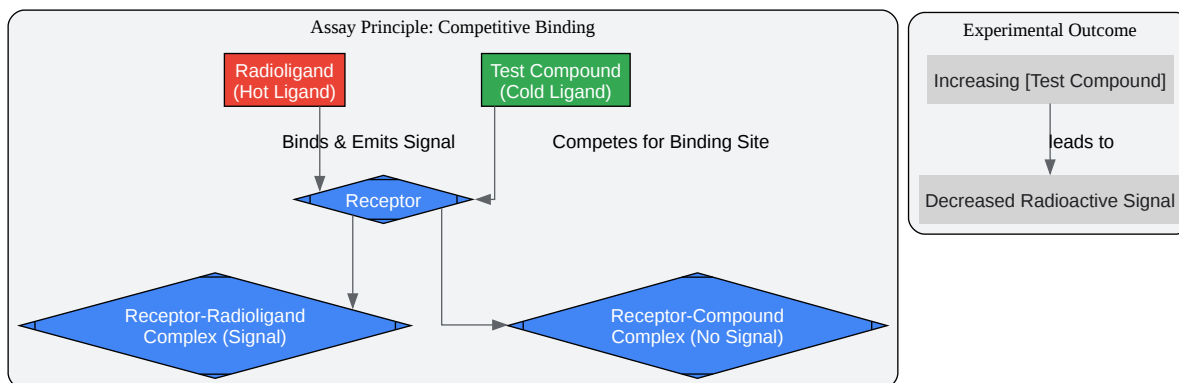 Assay Principle: Competitive Binding
Radioligand
(Hot Ligand)
Test Compound
(Cold Ligand)
Binds & Emits Signal
Competes for Binding Site
Receptor
Receptor-Radioligand
Complex (Signal)
Receptor-Compound
Complex (No Signal)
Experimental Outcome
Increasing [Test Compound]
leads to
Decreased Radioactive Signal